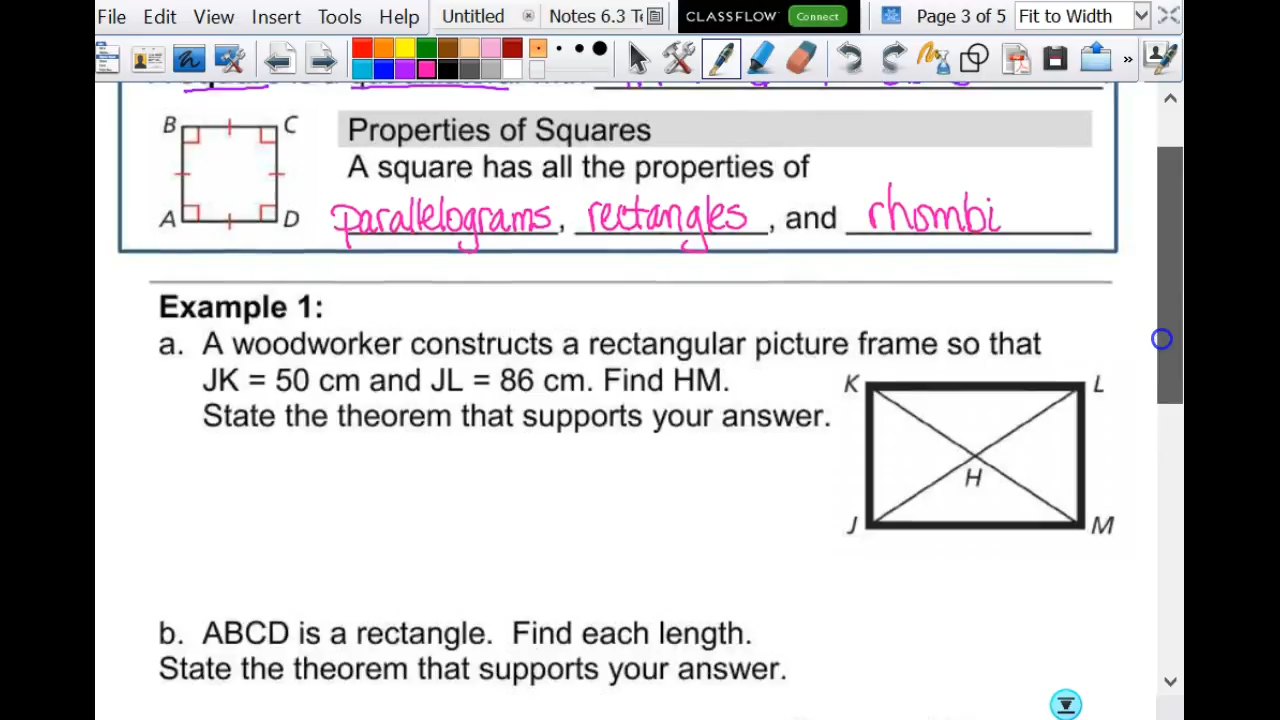 File Edit View Insert Tools Help Untitled Notes 6.3 Te CLASSFLOW Connect Page 3 of 5 Fit to Width
B C
A D
Properties of Squares
A square has all the properties of
parallelograms, rectangles, and rhombi
Example 1:
a. A woodworker constructs a rectangular picture frame so that
JK = 50 cm and JL = 86 cm. Find HM.
State the theorem that supports your answer.
K L
H
J M
b. ABCD is a rectangle. Find each length.
State the theorem that supports your answer.